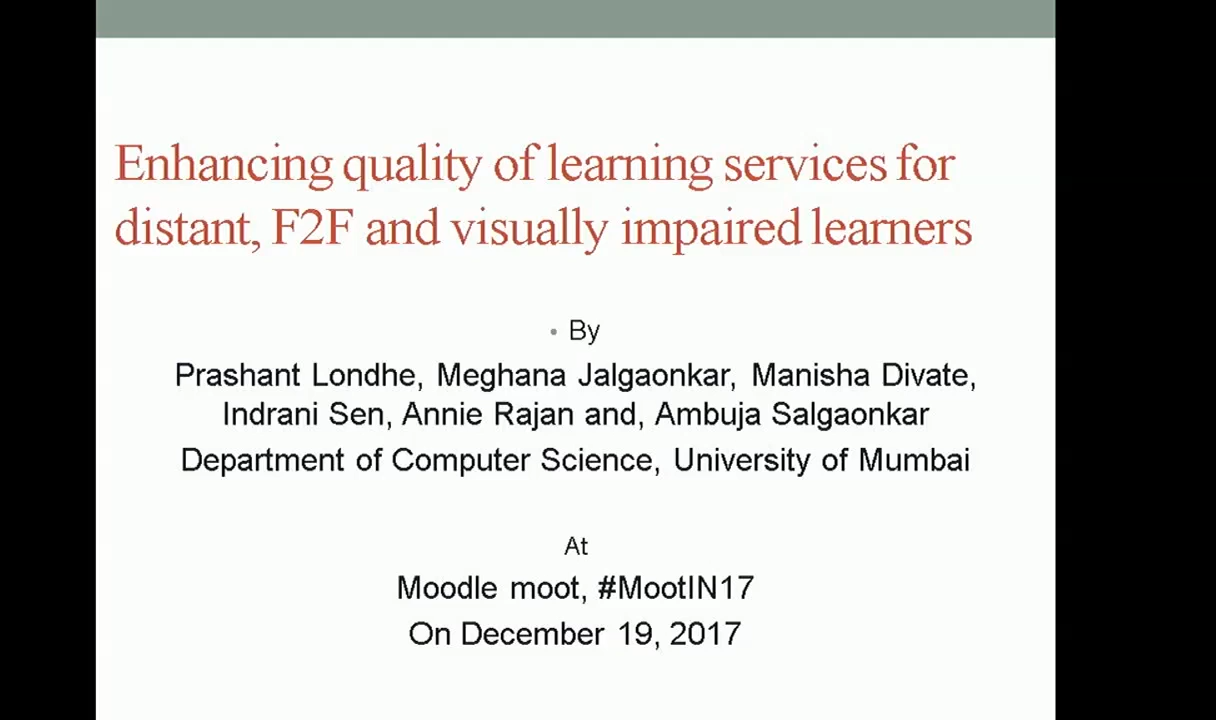 Enhancing quality of learning services for
distant, F2F and visually impaired learners
• By
Prashant Londhe, Meghana Jalgaonkar, Manisha Divate,
Indrani Sen, Annie Rajan and, Ambuja Salgaonkar
Department of Computer Science, University of Mumbai
At
Moodle moot, #MootIN17
On December 19, 2017